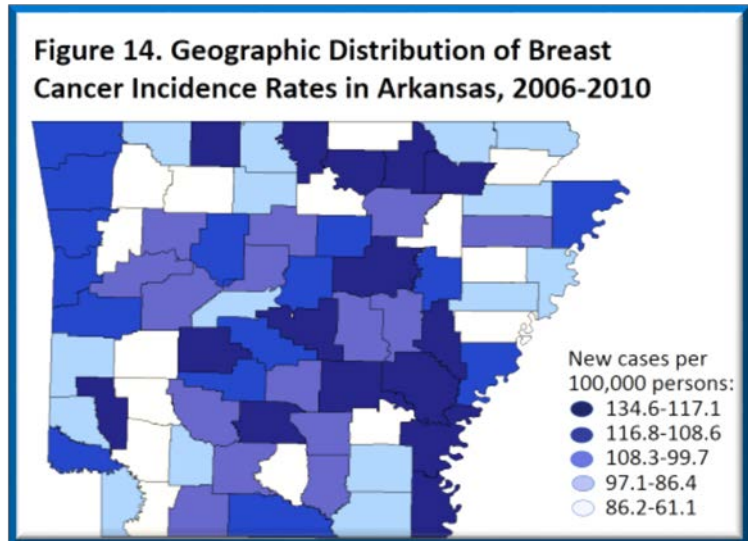 Figure 14. Geographic Distribution of Breast
Cancer Incidence Rates in Arkansas, 2006-2010
New cases per
100,000 persons:
134.6-117.1
116.8-108.6
108.3-99.7
97.1-86.4
86.2-61.1